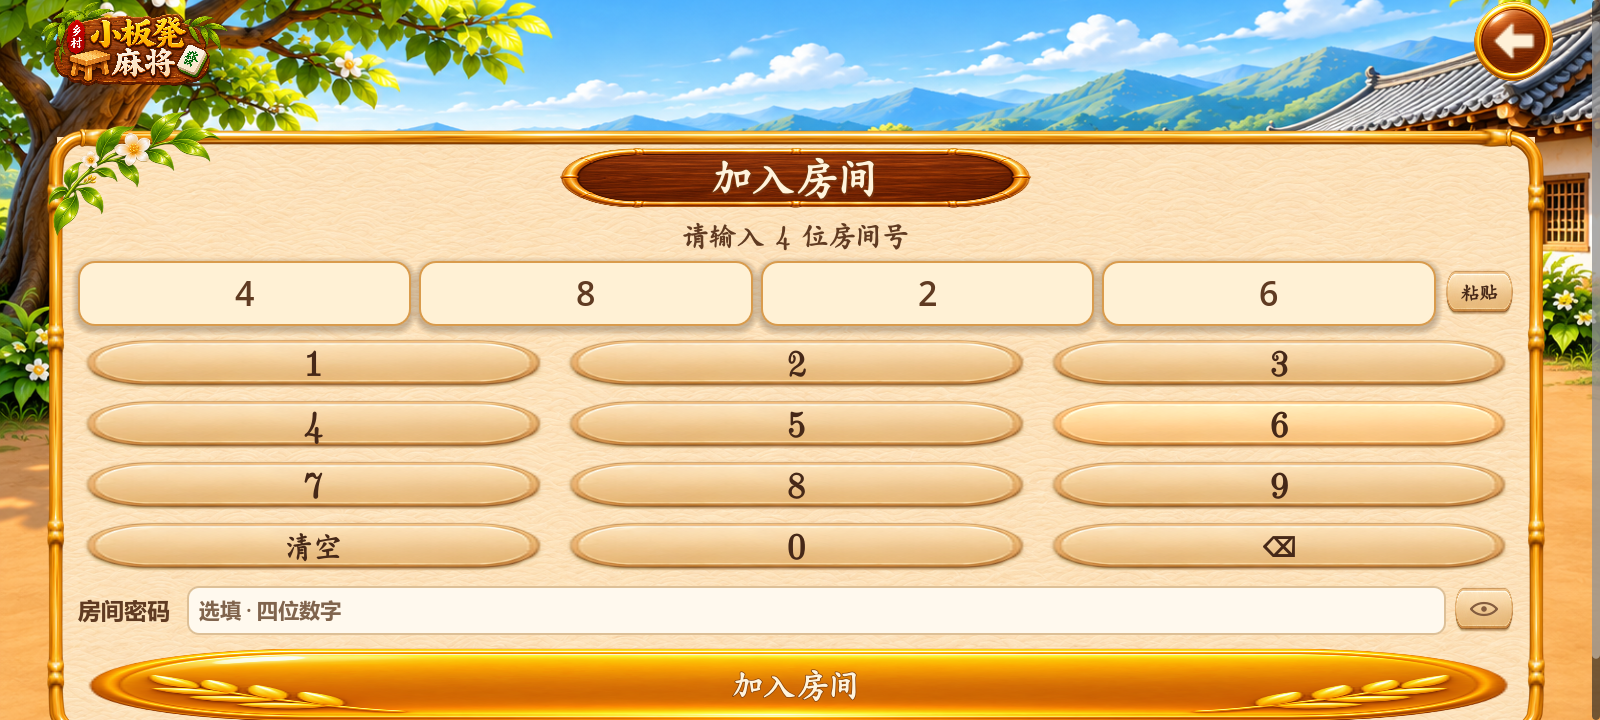 乡村
小板凳
麻将
發
加入房间
请输入 4 位房间号
4 8 2 6 粘贴
1 2 3
4 5 6
7 8 9
清空 0 ⌫
房间密码 选填 · 四位数字
加入房间